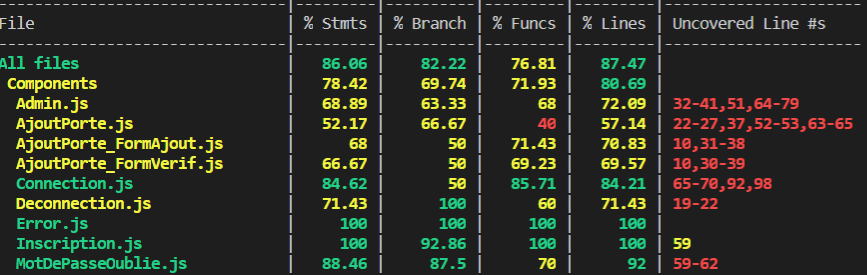 -------------------------------|---------|----------|---------|---------|-------------------
File                           | % Stmts | % Branch | % Funcs | % Lines | Uncovered Line #s
-------------------------------|---------|----------|---------|---------|-------------------
All files                      |   86.06 |    82.22 |   76.81 |   87.47 |
 Components                    |   78.42 |    69.74 |   71.93 |   80.69 |
  Admin.js                     |   68.89 |    63.33 |      68 |   72.09 | 32-41,51,64-79
  AjoutPorte.js                |   52.17 |    66.67 |      40 |   57.14 | 22-27,37,52-53,63-65
  AjoutPorte_FormAjout.js      |      68 |       50 |   71.43 |   70.83 | 10,31-38
  AjoutPorte_FormVerif.js      |   66.67 |       50 |   69.23 |   69.57 | 10,30-39
  Connection.js                |   84.62 |       50 |   85.71 |   84.21 | 65-70,92,98
  Deconnection.js              |   71.43 |      100 |      60 |   71.43 | 19-22
  Error.js                     |     100 |      100 |     100 |     100 |
  Inscription.js               |     100 |    92.86 |     100 |     100 | 59
  MotDePasseOublie.js          |   88.46 |     87.5 |      70 |      92 | 59-62